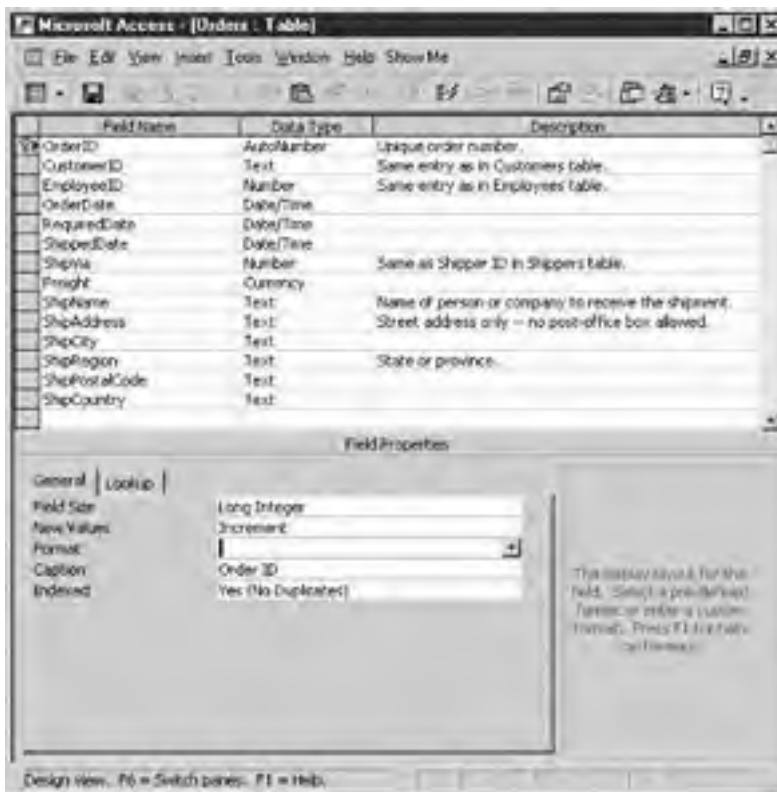 Microsoft Access - [Orders : Table]
File Edit View Insert Tools Window Help Show Me
Field Name Data Type Description
OrderID AutoNumber Unique order number.
CustomerID Text Same entry as in Customers table.
EmployeeID Number Same entry as in Employees table.
OrderDate Date/Time
RequiredDate Date/Time
ShippedDate Date/Time
ShipVia Number Same as Shipper ID in Shippers table.
Freight Currency
ShipName Text Name of person or company to receive the shipment.
ShipAddress Text Street address only -- no post-office box allowed.
ShipCity Text
ShipRegion Text State or province.
ShipPostalCode Text
ShipCountry Text
Field Properties
General Lookup
Field Size Long Integer
New Values Increment
Format
Caption Order ID
Indexed Yes (No Duplicates)
The display layout for the
field. Select a pre-defined
format or enter a custom
format. Press F1 for help
on formats.
Design view. F6 = Switch panes. F1 = Help.